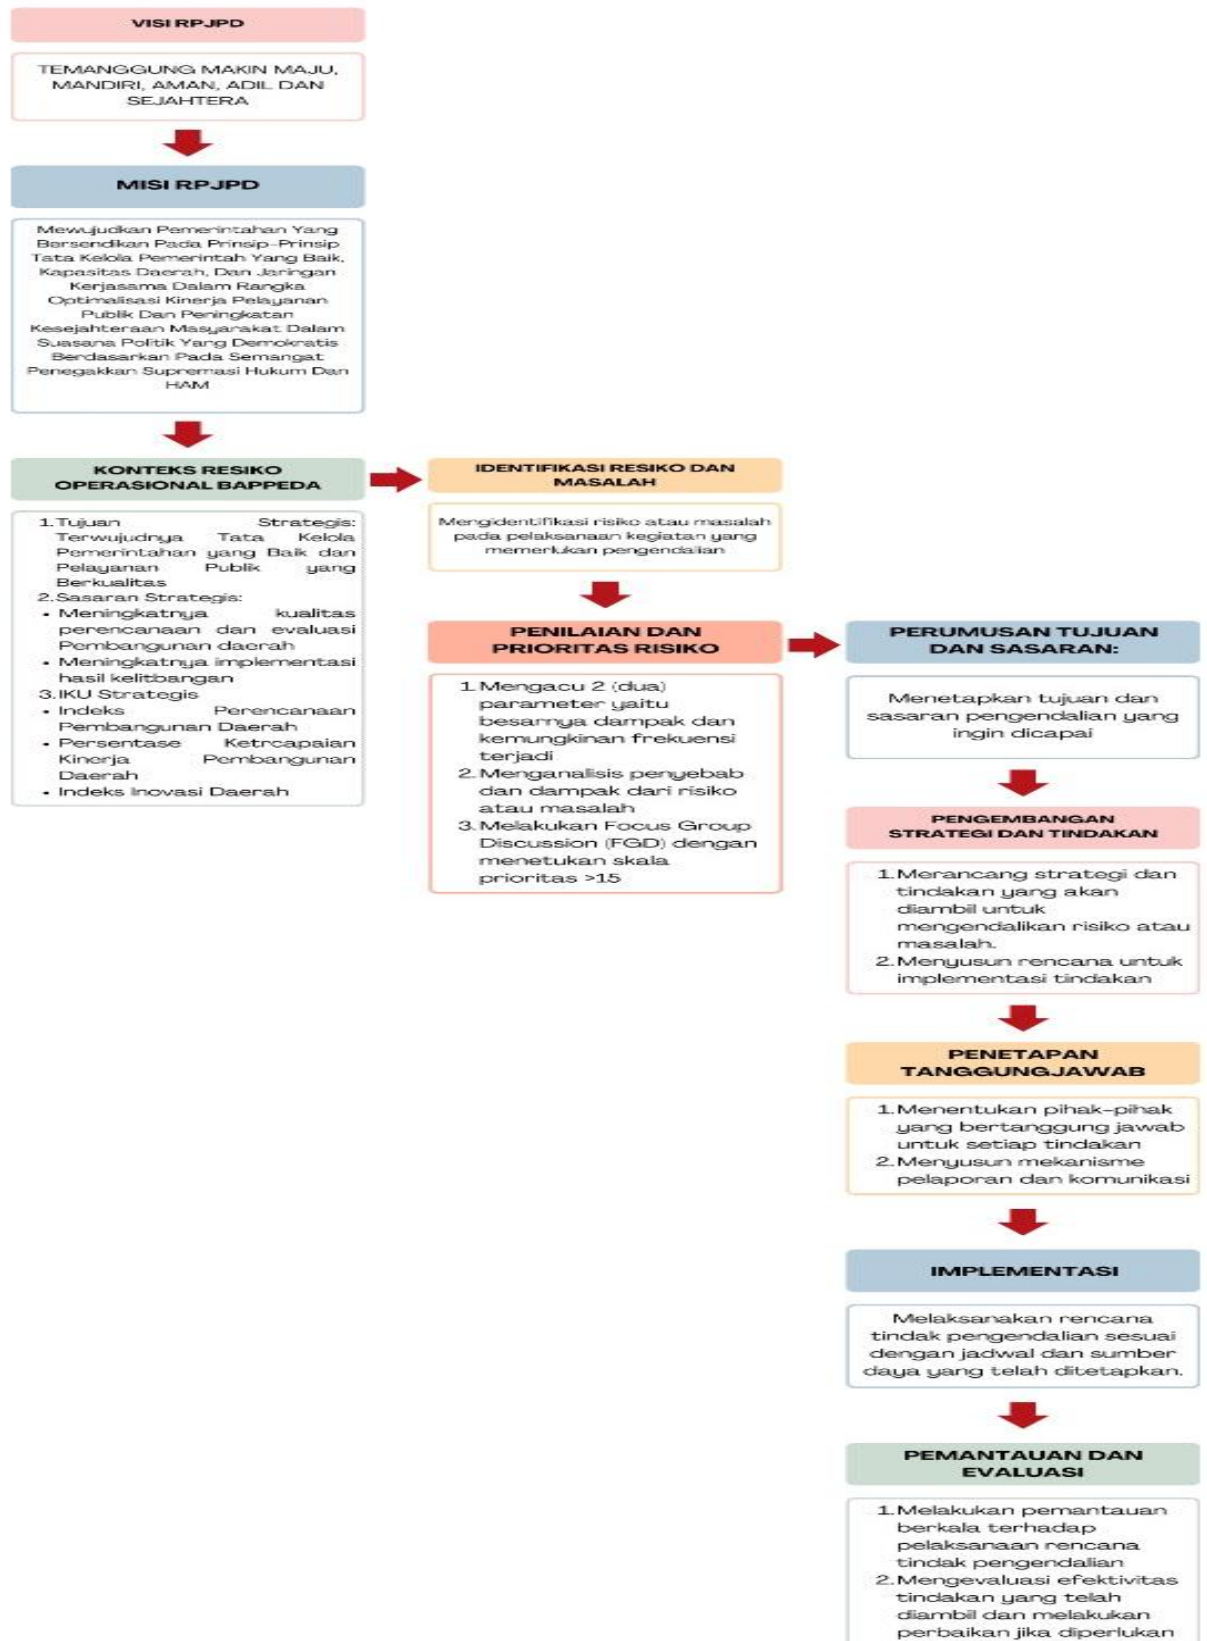 VISI RPJPD
TEMANGGUNG MAKIN MAJU,
MANDIRI, AMAN, ADIL DAN
SEJAHTERA
MISI RPJPD
Mewujudkan Pemerintahan Yang
Bersendikan Pada Prinsip-Prinsip
Tata Kelola Pemerintah Yang Baik,
Kapasitas Daerah, Dan Jaringan
Kerjasama Dalam Rangka
Optimalisasi Kinerja Pelayanan
Publik Dan Peningkatan
Kesejahteraan Masyarakat Dalam
Suasana Politik Yang Demokratis
Berdasarkan Pada Semangat
Penegakkan Supremasi Hukum Dan
HAM
KONTEKS RESIKO
OPERASIONAL BAPPEDA
1. Tujuan Strategis:
Terwujudnya Tata Kelola
Pemerintahan yang Baik dan
Pelayanan Publik yang
Berkualitas
2. Sasaran Strategis:
• Meningkatnya kualitas
perencanaan dan evaluasi
Pembangunan daerah
• Meningkatnya implementasi
hasil kelitbangan
3. IKU Strategis
• Indeks Perencanaan
Pembangunan Daerah
• Persentase Ketrcapaian
Kinerja Pembangunan
Daerah
• Indeks Inovasi Daerah
IDENTIFIKASI RESIKO DAN
MASALAH
Mengidentifikasi risiko atau masalah
pada pelaksanaan kegiatan yang
memerlukan pengendalian
PENILAIAN DAN
PRIORITAS RISIKO
1. Mengacu 2 (dua)
parameter yaitu
besarnya dampak dan
kemungkinan frekuensi
terjadi
2. Menganalisis penyebab
dan dampak dari risiko
atau masalah
3. Melakukan Focus Group
Discussion (FGD) dengan
menetukan skala
prioritas >15
PERUMUSAN TUJUAN
DAN SASARAN:
Menetapkan tujuan dan
sasaran pengendalian yang
ingin dicapai
PENGEMBANGAN
STRATEGI DAN TINDAKAN
1. Merancang strategi dan
tindakan yang akan
diambil untuk
mengendalikan risiko atau
masalah.
2. Menyusun rencana untuk
implementasi tindakan
PENETAPAN
TANGGUNGJAWAB
1. Menentukan pihak-pihak
yang bertanggung jawab
untuk setiap tindakan
2. Menyusun mekanisme
pelaporan dan komunikasi
IMPLEMENTASI
Melaksanakan rencana
tindak pengendalian sesuai
dengan jadwal dan sumber
daya yang telah ditetapkan.
PEMANTAUAN DAN
EVALUASI
1. Melakukan pemantauan
berkala terhadap
pelaksanaan rencana
tindak pengendalian
2. Mengevaluasi efektivitas
tindakan yang telah
diambil dan melakukan
perbaikan jika diperlukan